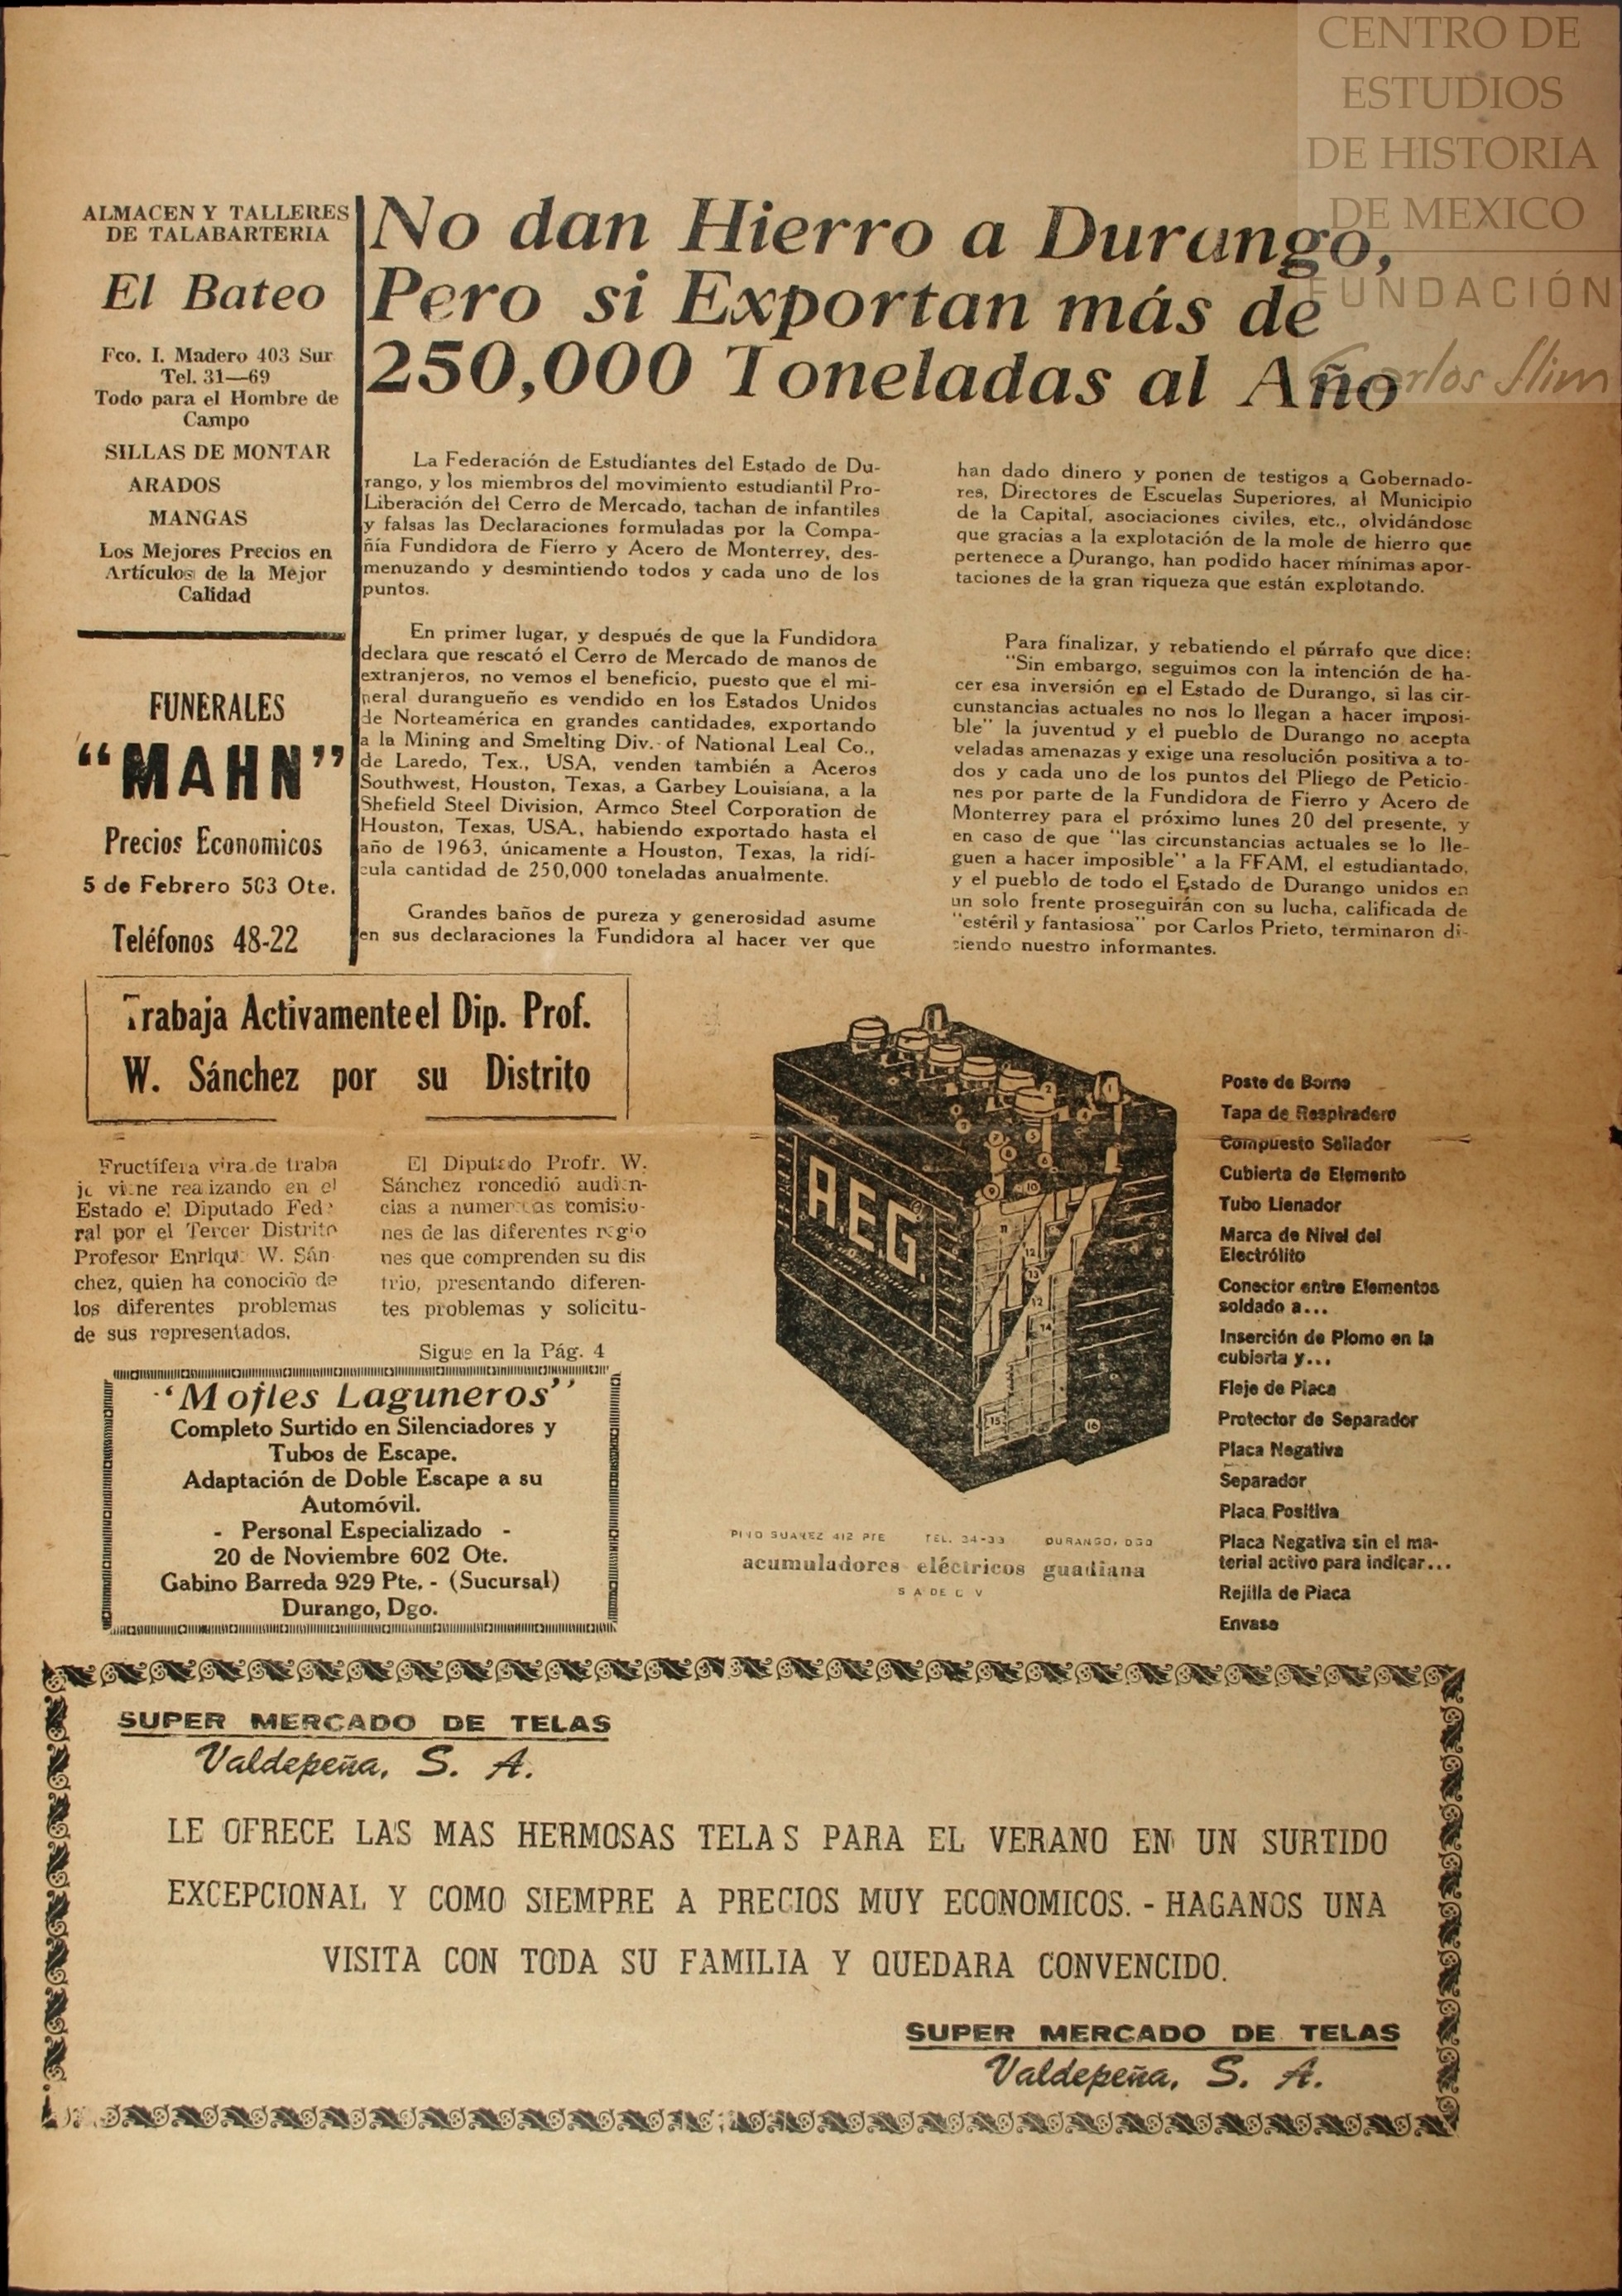 CENTRO DE
ESTUDIOS
DE HISTORIA
DE MEXICO
FUNDACIÓN
Carlos Slim
ALMACEN Y TALLERES
DE TALABARTERIA
El Bateo
Fco. I. Madero 403 Sur
Tel. 31—69
Todo para el Hombre de
Campo
SILLAS DE MONTAR
ARADOS
MANGAS
Los Mejores Precios en
Artículos de la Mejor
Calidad
FUNERALES
“MAHN”
Precios Economicos
5 de Febrero 503 Ote.
Teléfonos 48-22
No dan Hierro a Durango,
Pero si Exportan más de
250,000 Toneladas al Año
La Federación de Estudiantes del Estado de Du-
rango, y los miembros del movimiento estudiantil Pro-
Liberación del Cerro de Mercado, tachan de infantiles
y falsas las Declaraciones formuladas por la Compa-
ñía Fundidora de Fierro y Acero de Monterrey, des-
menuzando y desmintiendo todos y cada uno de los
puntos.
En primer lugar, y después de que la Fundidora
declara que rescató el Cerro de Mercado de manos de
extranjeros, no vemos el beneficio, puesto que el mi-
neral durangueño es vendido en los Estados Unidos
de Norteamérica en grandes cantidades, exportando
a la Mining and Smelting Div. of National Leal Co.,
de Laredo, Tex., USA, venden también a Aceros
Southwest, Houston, Texas, a Garbey Louisiana, a la
Shefield Steel Division, Armco Steel Corporation de
Houston, Texas, USA., habiendo exportado hasta el
año de 1963, únicamente a Houston, Texas, la ridí-
cula cantidad de 250,000 toneladas anualmente.
Grandes baños de pureza y generosidad asume
en sus declaraciones la Fundidora al hacer ver que
han dado dinero y ponen de testigos a Gobernado-
res, Directores de Escuelas Superiores, al Municipio
de la Capital, asociaciones civiles, etc., olvidándose
que gracias a la explotación de la mole de hierro que
pertenece a Durango, han podido hacer mínimas apor-
taciones de la gran riqueza que están explotando.
Para finalizar, y rebatiendo el púrrafo que dice:
"Sin embargo, seguimos con la intención de ha-
cer esa inversión en el Estado de Durango, si las cir-
cunstancias actuales no nos lo llegan a hacer imposi-
ble" la juventud y el pueblo de Durango no acepta
veladas amenazas y exige una resolución positiva a to-
dos y cada uno de los puntos del Pliego de Peticio-
nes por parte de la Fundidora de Fierro y Acero de
Monterrey para el próximo lunes 20 del presente, y
en caso de que "las circunstancias actuales se lo lle-
guen a hacer imposible" a la FFAM, el estudiantado,
y el pueblo de todo el Estado de Durango unidos en
un solo frente proseguirán con su lucha, calificada de
"estéril y fantasiosa" por Carlos Prieto, terminaron di-
ciendo nuestro informantes.
Trabaja Activamente el Dip. Prof.
W. Sánchez por su Distrito
Fructífera vira de traba
jo viene realizando en el
Estado el Diputado Fede
ral por el Tercer Distrito
Profesor Enrique W. Sán
chez, quien ha conocido de
los diferentes problemas
de sus representados.
El Diputado Profr. W.
Sánchez roncedió audien-
cias a numerosas comisio-
nes de las diferentes regio
nes que comprenden su dis
trio, presentando diferen-
tes problemas y solicitu-
Sigue en la Pág. 4
'Mofles Laguneros''
Completo Surtido en Silenciadores y
Tubos de Escape.
Adaptación de Doble Escape a su
Automóvil.
- Personal Especializado -
20 de Noviembre 602 Ote.
Gabino Barreda 929 Pte. - (Sucursal)
Durango, Dgo.
A.E.G.
PINO SUAREZ 412 PTE TEL. 34-33 DURANGO, DGO
acumuladores eléctricos guadiana
S A DE C V
Poste de Borne
Tapa de Respiradero
Compuesto Sellador
Cubierta de Elemento
Tubo Llenador
Marca de Nivel del
Electrólito
Conector entre Elementos
soldado a...
Inserción de Plomo en la
cubierta y...
Fleje de Placa
Protector de Separador
Placa Negativa
Separador
Placa Positiva
Placa Negativa sin el ma-
terial activo para indicar...
Rejilla de Placa
Envase
SUPER MERCADO DE TELAS
Valdepeña, S. A.
LE OFRECE LAS MAS HERMOSAS TELAS PARA EL VERANO EN UN SURTIDO
EXCEPCIONAL Y COMO SIEMPRE A PRECIOS MUY ECONOMICOS. - HAGANOS UNA
VISITA CON TODA SU FAMILIA Y QUEDARA CONVENCIDO.
SUPER MERCADO DE TELAS
Valdepeña, S. A.